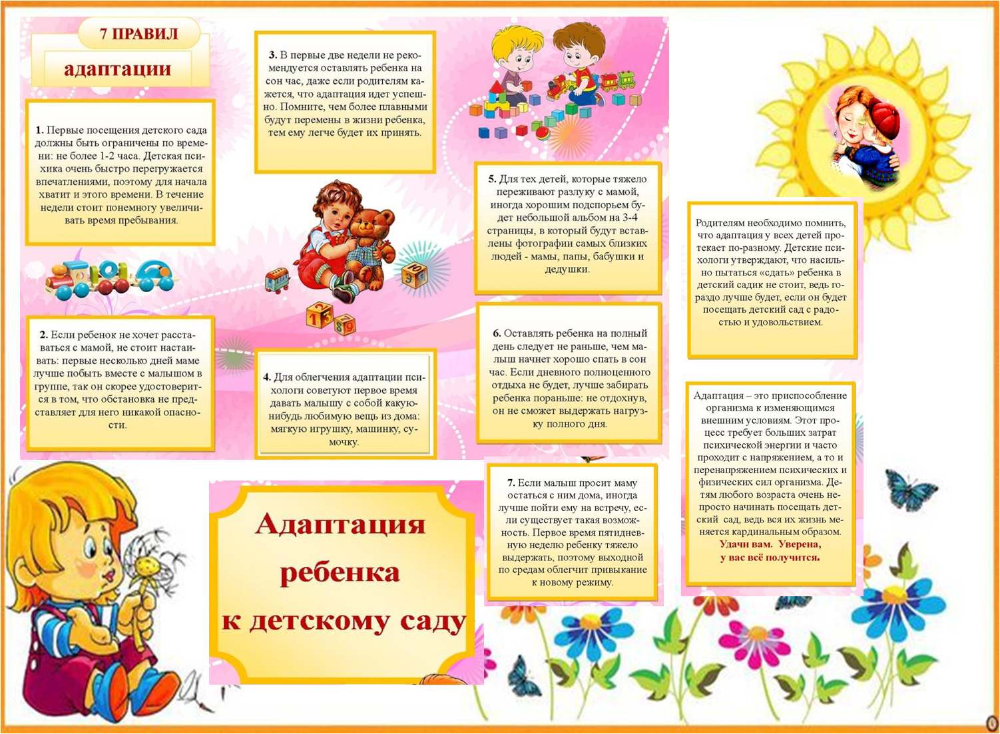 7 ПРАВИЛ
адаптации
1. Первые посещения детского сада
должны быть ограничены по време-
ни: не более 1-2 часа. Детская пси-
хика очень быстро перегружается
впечатлениями, поэтому для начала
хватит и этого времени. В течение
недели стоит понемногу увеличи-
вать время пребывания.
2. Если ребенок не хочет расста-
ваться с мамой, не стоит настаи-
вать: первые несколько дней маме
лучше побыть вместе с малышом в
группе, так он скорее удостоверит-
ся в том, что обстановка не пред-
ставляет для него никакой опасно-
сти.
3. В первые две недели не реко-
мендуется оставлять ребенка на
сон час, даже если родителям ка-
жется, что адаптация идет успеш-
но. Помните, чем более плавными
будут перемены в жизни ребенка,
тем ему легче будет их принять.
4. Для облегчения адаптации пси-
хологи советуют первое время
давать малышу с собой какую-
нибудь любимую вещь из дома:
мягкую игрушку, машинку, су-
мочку.
5. Для тех детей, которые тяжело
переживают разлуку с мамой,
иногда хорошим подспорьем бу-
дет небольшой альбом на 3-4
страницы, в который будут встав-
лены фотографии самых близких
людей - мамы, папы, бабушки и
дедушки.
6. Оставлять ребенка на полный
день следует не раньше, чем ма-
лыш начнет хорошо спать в сон
час. Если дневного полноценного
отдыха не будет, лучше забирать
ребенка пораньше: не отдохнув,
он не сможет выдержать нагруз-
ку полного дня.
7. Если малыш просит маму
остаться с ним дома, иногда
лучше пойти ему на встречу, ес-
ли существует такая возмож-
ность. Первое время пятиднев-
ную неделю ребенку тяжело
выдержать, поэтому выходной
по средам облегчит привыкание
к новому режиму.
Родителям необходимо помнить,
что адаптация у всех детей про-
текает по-разному. Детские пси-
хологи утверждают, что насиль-
но пытаться «сдать» ребенка в
детский садик не стоит, ведь го-
раздо лучше будет, если он будет
посещать детский сад с радо-
стью и удовольствием.
Адаптация – это приспособление
организма к изменяющимся
внешним условиям. Этот про-
цесс требует больших затрат
психической энергии и часто
проходит с напряжением, а то и
перенапряжением психических и
физических сил организма. Де-
тям любого возраста очень не-
просто начинать посещать дет-
ский сад, ведь вся их жизнь ме-
няется кардинальным образом.
Удачи вам. Уверена,
у вас всё получится.
Адаптация
ребенка
к детскому саду